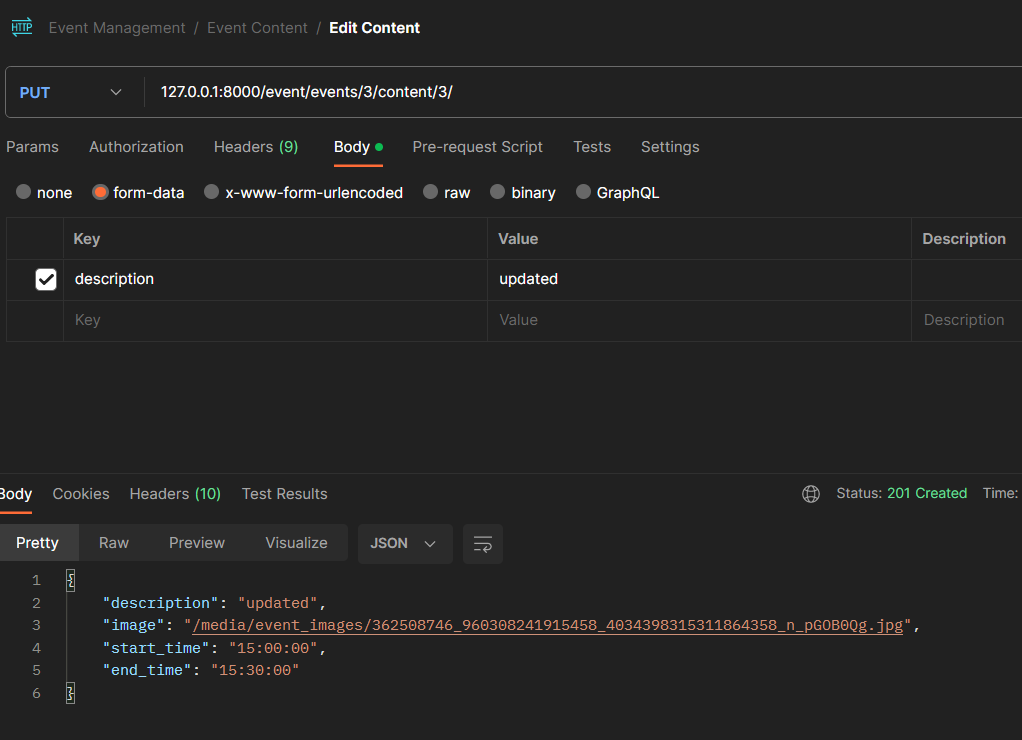 HTTP Event Management / Event Content / Edit Content
PUT 127.0.0.1:8000/event/events/3/content/3/
Params Authorization Headers (9) Body Pre-request Script Tests Settings
none form-data x-www-form-urlencoded raw binary GraphQL
Key Value Description
description updated
Key Value Description
Body Cookies Headers (10) Test Results Status: 201 Created Time:
Pretty Raw Preview Visualize JSON
1 {
2 "description": "updated",
3 "image": "/media/event_images/362508746_960308241915458_4034398315311864358_n_pGOB0Qg.jpg",
4 "start_time": "15:00:00",
5 "end_time": "15:30:00"
6 }